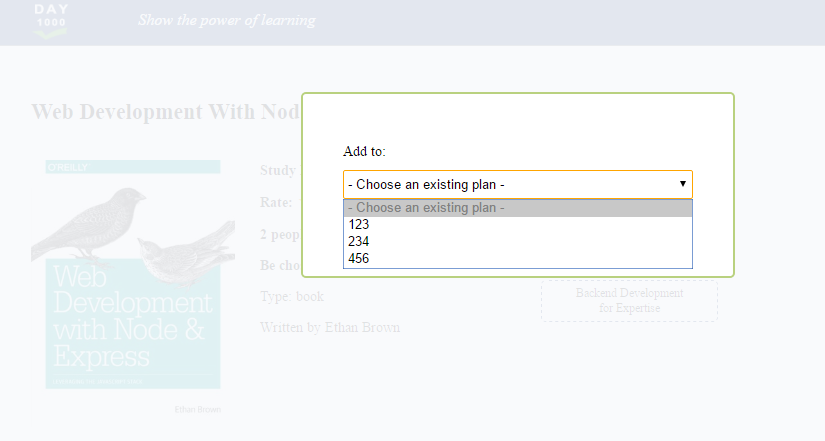 DAY
1000
Show the power of learning
Web Development With Nod
Add to:
- Choose an existing plan -
- Choose an existing plan -
123
234
456
O'REILLY
Study
Rate:
2 peop
Be cho
Type: book
Written by Ethan Brown
Web
Development
with Node &
Express
Ethan Brown
Backend Development
for Expertise